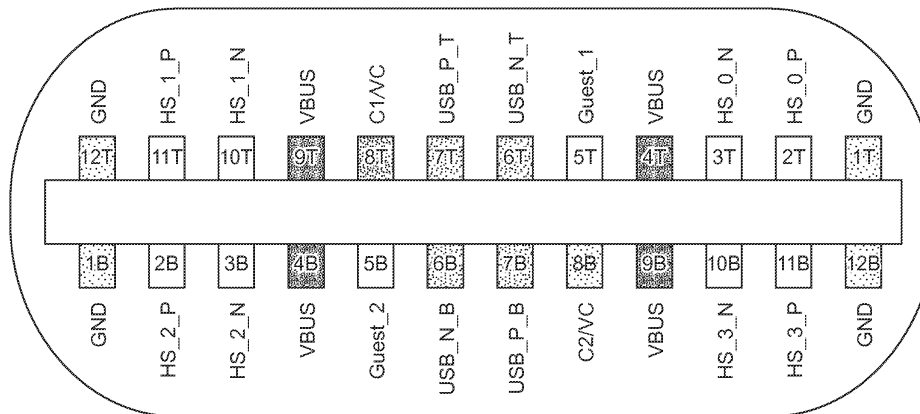 GND HS_1_P HS_1_N VBUS C1/VC USB_P_T USB_N_T Guest_1 VBUS HS_0_N HS_0_P GND
12T 11T 10T 9T 8T 7T 6T 5T 4T 3T 2T 1T
1B 2B 3B 4B 5B 6B 7B 8B 9B 10B 11B 12B
GND HS_2_P HS_2_N VBUS Guest_2 USB_N_B USB_P_B C2/VC VBUS HS_3_N HS_3_P GND